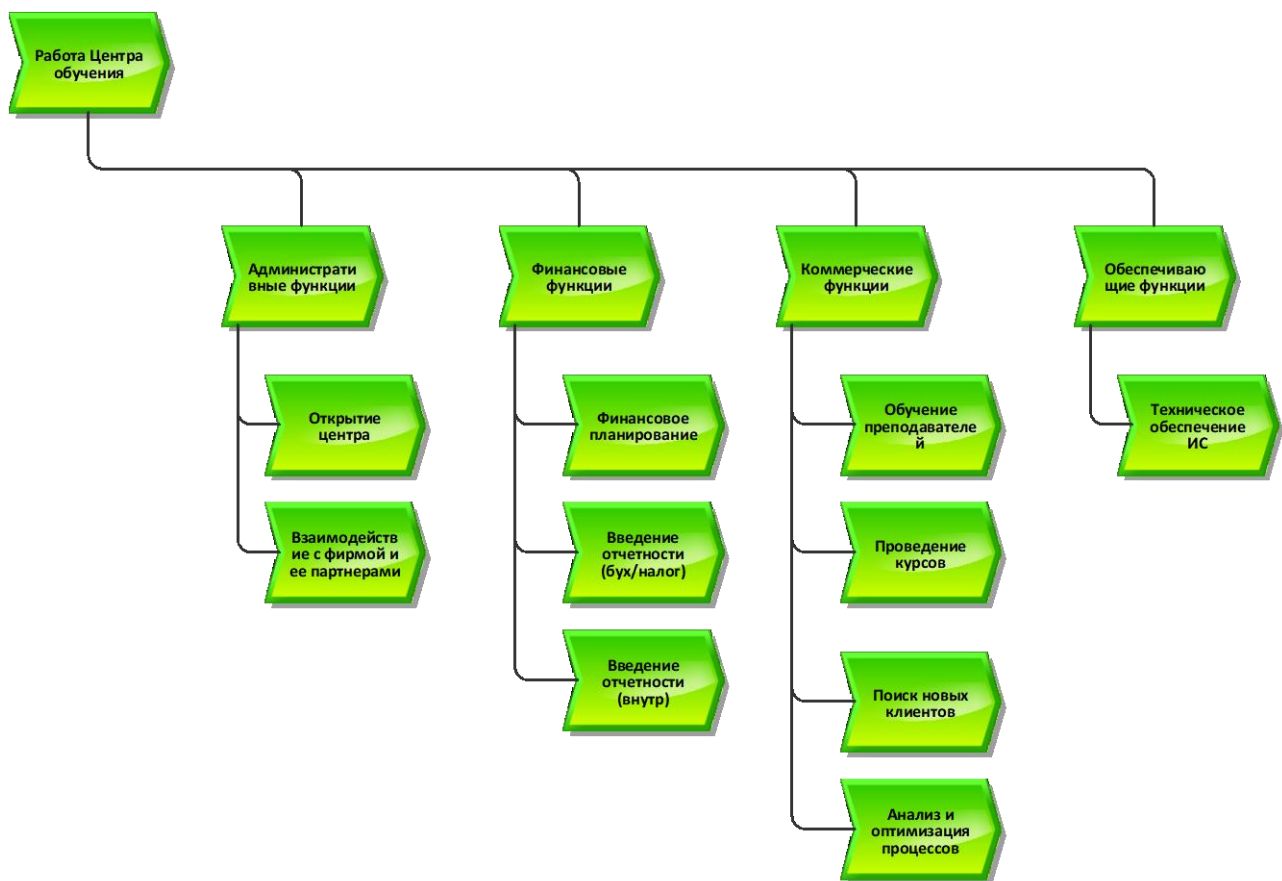 Работа Центра
обучения
Администрати
вные функции
Финансовые
функции
Коммерческие
функции
Обеспечиваю
щие функции
Открытие
центра
Финансовое
планирование
Обучение
преподавателе
й
Техническое
обеспечение
ИС
Взаимодейств
ие с фирмой и
ее партнерами
Введение
отчетности
(бух/налог)
Проведение
курсов
Введение
отчетности
(внутр)
Поиск новых
клиентов
Анализ и
оптимизация
процессов